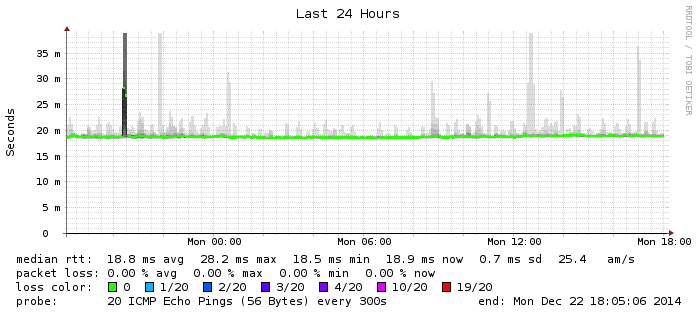 Last 24 Hours
RRDTOOL / TOBI OETIKER
Seconds
35 m
30 m
25 m
20 m
15 m
10 m
5 m
0
Mon 00:00 Mon 06:00 Mon 12:00 Mon 18:00
median rtt: 18.8 ms avg 28.2 ms max 18.5 ms min 18.9 ms now 0.7 ms sd 25.4 am/s
packet loss: 0.00 % avg 0.00 % max 0.00 % min 0.00 % now
loss color: 0 1/20 2/20 3/20 4/20 10/20 19/20
probe: 20 ICMP Echo Pings (56 Bytes) every 300s end: Mon Dec 22 18:05:06 2014